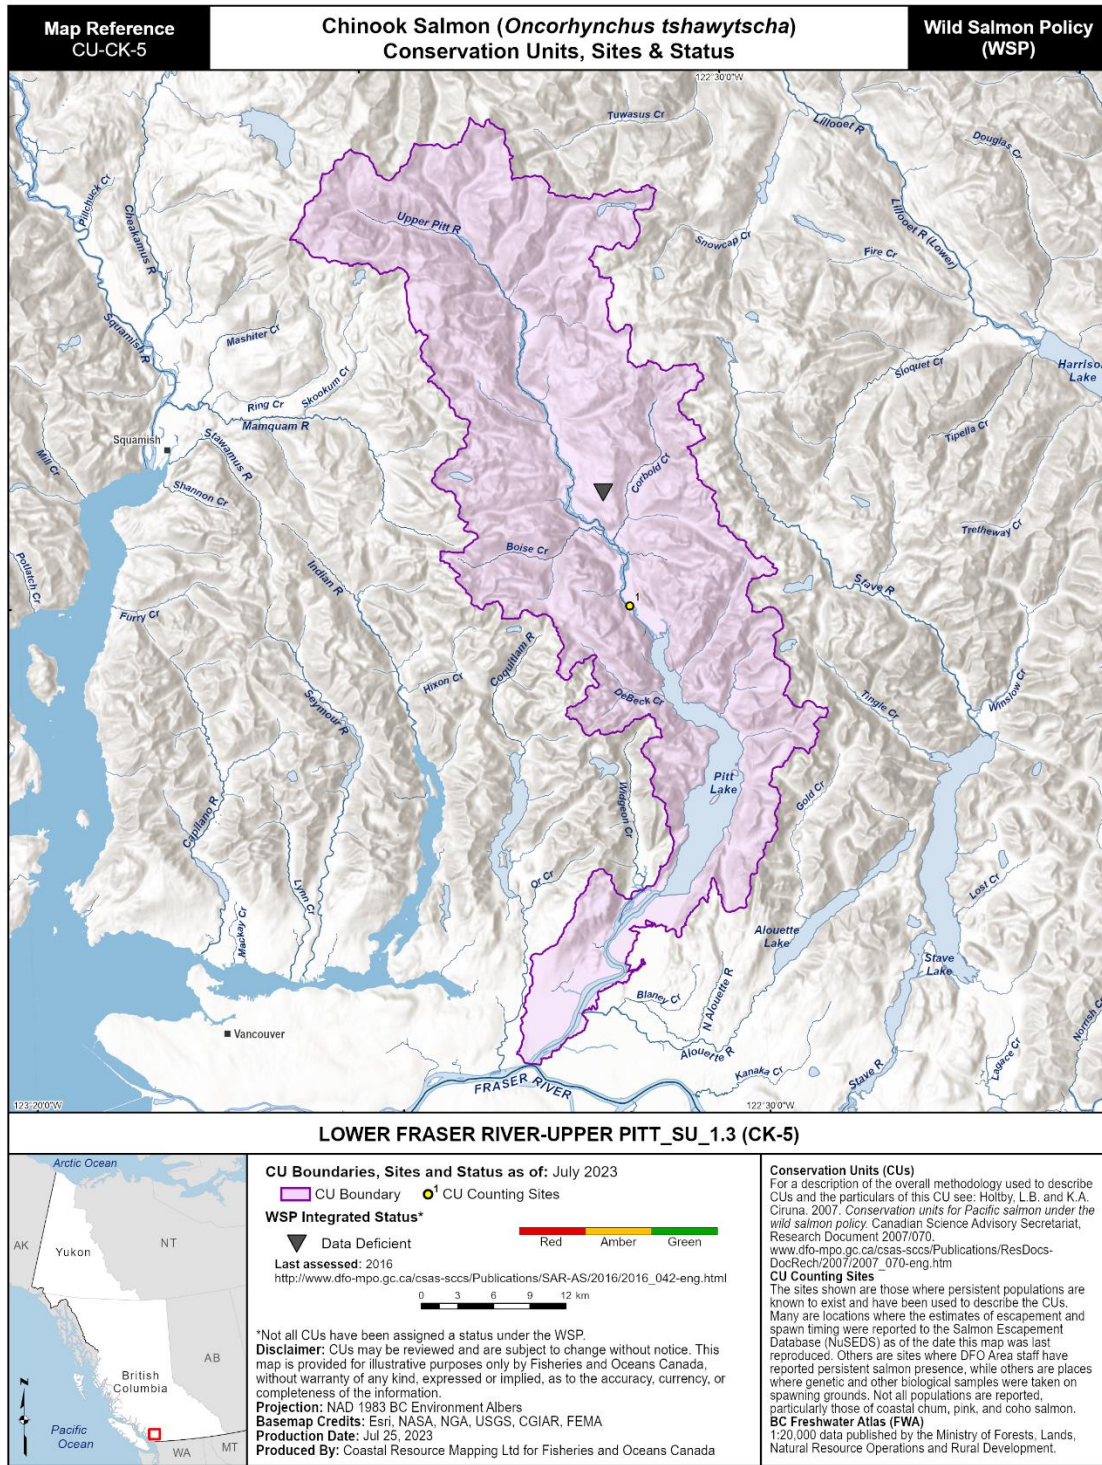 Map Reference
CU-CK-5
Chinook Salmon (Oncorhynchus tshawytscha)
Conservation Units, Sites & Status
Wild Salmon Policy
(WSP)
122°30'0"W
Tuwasus Cr
Lillooet R
Douglas Cr
Pillchuck Cr
Cheakamus R
Upper Pitt R
Lillooet R (Lower)
Snowcap Cr
Fire Cr
Squamish R
Mashiter Cr
Skookum Cr
Sloquet Cr
Harrison
Lake
Ring Cr
Mamquam R
Tipella Cr
Squamish
Stawamus R
Mill Cr
Shannon Cr
Corbold Cr
Tretheway Cr
Boise Cr
Potlatch Cr
Indian R
Stave R
Furry Cr
1
Coquitlam R
Hixon Cr
DeBeck Cr
Tingle Cr
Winslow Cr
Seymour R
Pitt
Lake
Widgeon Cr
Gold Cr
Capilano R
Lynn Cr
Or Cr
Lost Cr
Mackay Cr
Alouette
Lake
Stave
Lake
N Alouette R
Blaney Cr
Norrish Cr
Vancouver
Alouette R
Kanaka Cr
Lagace Cr
Stave R
FRASER RIVER
123°20'0"W
122°30'0"W
LOWER FRASER RIVER-UPPER PITT_SU_1.3 (CK-5)
Arctic Ocean
AK
Yukon
NT
AB
British
Columbia
N
Pacific
Ocean
WA
MT
CU Boundaries, Sites and Status as of: July 2023
CU Boundary
1 CU Counting Sites
WSP Integrated Status*
Data Deficient
Red
Amber
Green
Last assessed: 2016
http://www.dfo-mpo.gc.ca/csas-sccs/Publications/SAR-AS/2016/2016_042-eng.html
0 3 6 9 12 km
*Not all CUs have been assigned a status under the WSP.
Disclaimer: CUs may be reviewed and are subject to change without notice. This
map is provided for illustrative purposes only by Fisheries and Oceans Canada,
without warranty of any kind, expressed or implied, as to the accuracy, currency, or
completeness of the information.
Projection: NAD 1983 BC Environment Albers
Basemap Credits: Esri, NASA, NGA, USGS, CGIAR, FEMA
Production Date: Jul 25, 2023
Produced By: Coastal Resource Mapping Ltd for Fisheries and Oceans Canada
Conservation Units (CUs)
For a description of the overall methodology used to describe
CUs and the particulars of this CU see: Holtby, L.B. and K.A.
Ciruna. 2007. Conservation units for Pacific salmon under the
wild salmon policy. Canadian Science Advisory Secretariat,
Research Document 2007/070.
www.dfo-mpo.gc.ca/csas-sccs/Publications/ResDocs-
DocRech/2007/2007_070-eng.htm
CU Counting Sites
The sites shown are those where persistent populations are
known to exist and have been used to describe the CUs.
Many are locations where the estimates of escapement and
spawn timing were reported to the Salmon Escapement
Database (NuSEDS) as of the date this map was last
reproduced. Others are sites where DFO Area staff have
reported persistent salmon presence, while others are places
where genetic and other biological samples were taken on
spawning grounds. Not all populations are reported,
particularly those of coastal chum, pink, and coho salmon.
BC Freshwater Atlas (FWA)
1:20,000 data published by the Ministry of Forests, Lands,
Natural Resource Operations and Rural Development.